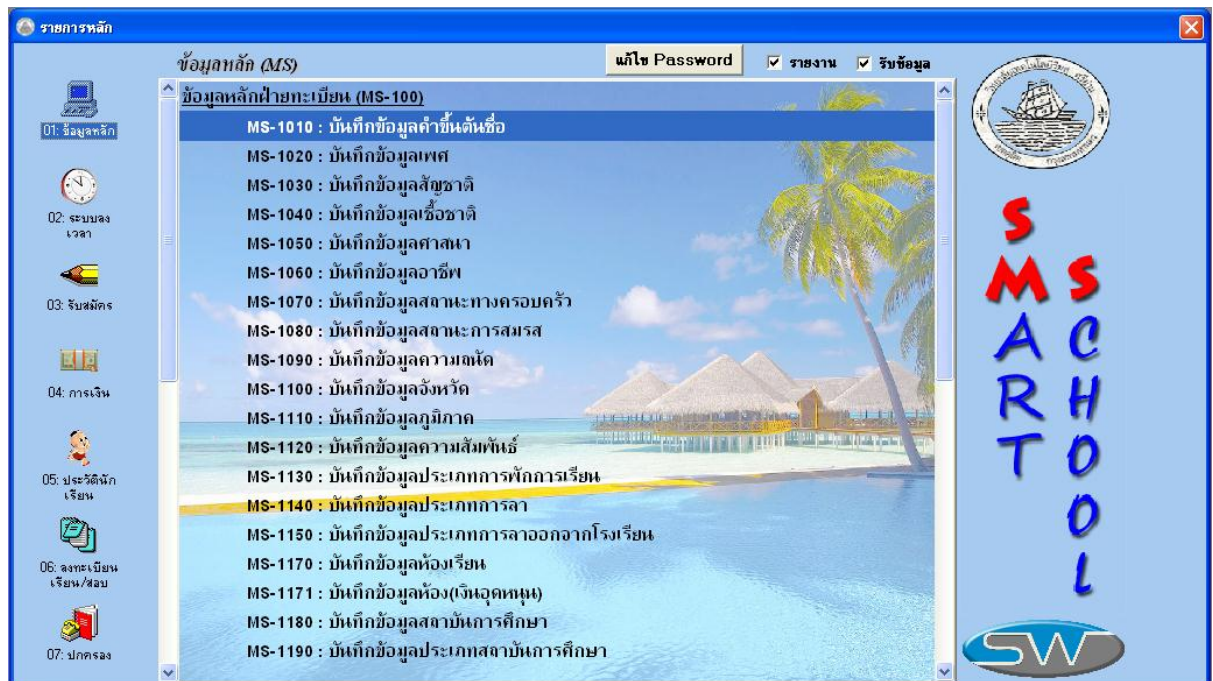 รายการหลัก
ข้อมูลหลัก (MS)
แก้ไข Password
รายงาน
รับข้อมูล
01: ข้อมูลหลัก
02: ระบบลง
เวลา
03: รับสมัคร
04: การเงิน
05: ประวัตินัก
เรียน
06: ลงทะเบียน
เรียน/สอบ
07: ปกครอง
ข้อมูลหลักฝ่ายทะเบียน (MS-100)
MS-1010 : บันทึกข้อมูลคำขึ้นต้นชื่อ
MS-1020 : บันทึกข้อมูลเพศ
MS-1030 : บันทึกข้อมูลสัญชาติ
MS-1040 : บันทึกข้อมูลเชื้อชาติ
MS-1050 : บันทึกข้อมูลศาสนา
MS-1060 : บันทึกข้อมูลอาชีพ
MS-1070 : บันทึกข้อมูลสถานะทางครอบครัว
MS-1080 : บันทึกข้อมูลสถานะการสมรส
MS-1090 : บันทึกข้อมูลความถนัด
MS-1100 : บันทึกข้อมูลจังหวัด
MS-1110 : บันทึกข้อมูลภูมิภาค
MS-1120 : บันทึกข้อมูลความสัมพันธ์
MS-1130 : บันทึกข้อมูลประเภทการพักการเรียน
MS-1140 : บันทึกข้อมูลประเภทการลา
MS-1150 : บันทึกข้อมูลประเภทการลาออกจากโรงเรียน
MS-1170 : บันทึกข้อมูลห้องเรียน
MS-1171 : บันทึกข้อมูลห้อง(เงินอุดหนุน)
MS-1180 : บันทึกข้อมูลสถาบันการศึกษา
MS-1190 : บันทึกข้อมูลประเภทสถาบันการศึกษา
SMART
SCHOOL
SW